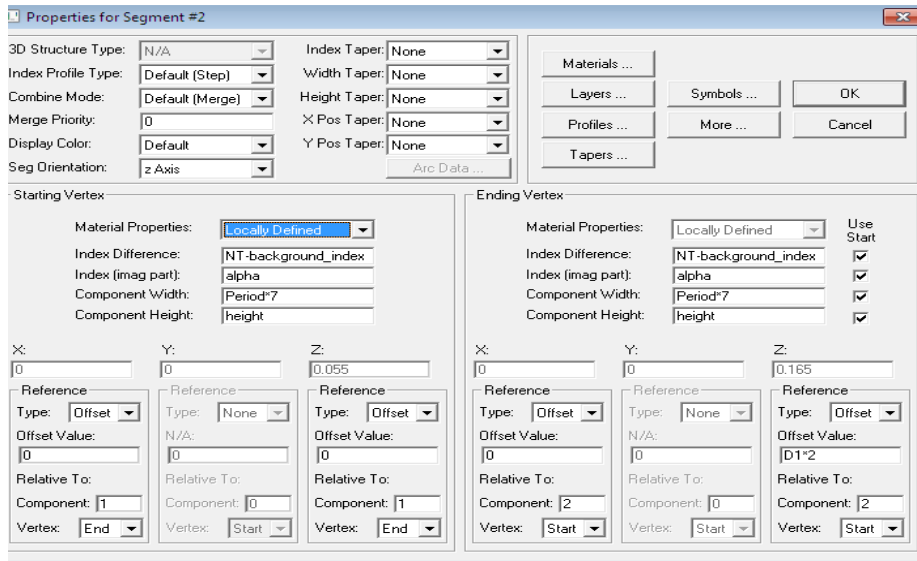 Properties for Segment #2
3D Structure Type: N/A
Index Profile Type: Default (Step)
Combine Mode: Default (Merge)
Merge Priority: 0
Display Color: Default
Seg Orientation: z Axis
Index Taper: None
Width Taper: None
Height Taper: None
X Pos Taper: None
Y Pos Taper: None
Arc Data ...
Materials ...
Layers ... Symbols ... OK
Profiles ... More ... Cancel
Tapers ...
Starting Vertex
Material Properties: Locally Defined
Index Difference: NT-background_index
Index (imag part): alpha
Component Width: Period*7
Component Height: height
X: Y: Z:
0 0 0.055
Reference Reference Reference
Type: Offset Type: None Type: Offset
Offset Value: N/A: Offset Value:
0 0 0
Relative To: Relative To: Relative To:
Component: 1 Component: 0 Component: 1
Vertex: End Vertex: Start Vertex: End
Ending Vertex
Material Properties: Locally Defined Use Start
Index Difference: NT-background_index
Index (imag part): alpha
Component Width: Period*7
Component Height: height
X: Y: Z:
0 0 0.165
Reference Reference Reference
Type: Offset Type: None Type: Offset
Offset Value: N/A: Offset Value:
0 0 D1*2
Relative To: Relative To: Relative To:
Component: 2 Component: 0 Component: 2
Vertex: Start Vertex: Start Vertex: Start